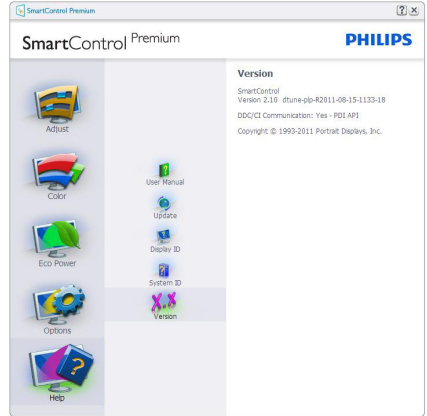 SmartControl Premium
SmartControl Premium
PHILIPS
Adjust
Color
Eco Power
Options
Help
User Manual
Update
Display ID
System ID
X.X
Version
Version
SmartControl
Version 2.10 dtune-plp-R2011-08-15-1133-18
DDC/CI Communication: Yes - PDI API
Copyright © 1993-2011 Portrait Displays, Inc.